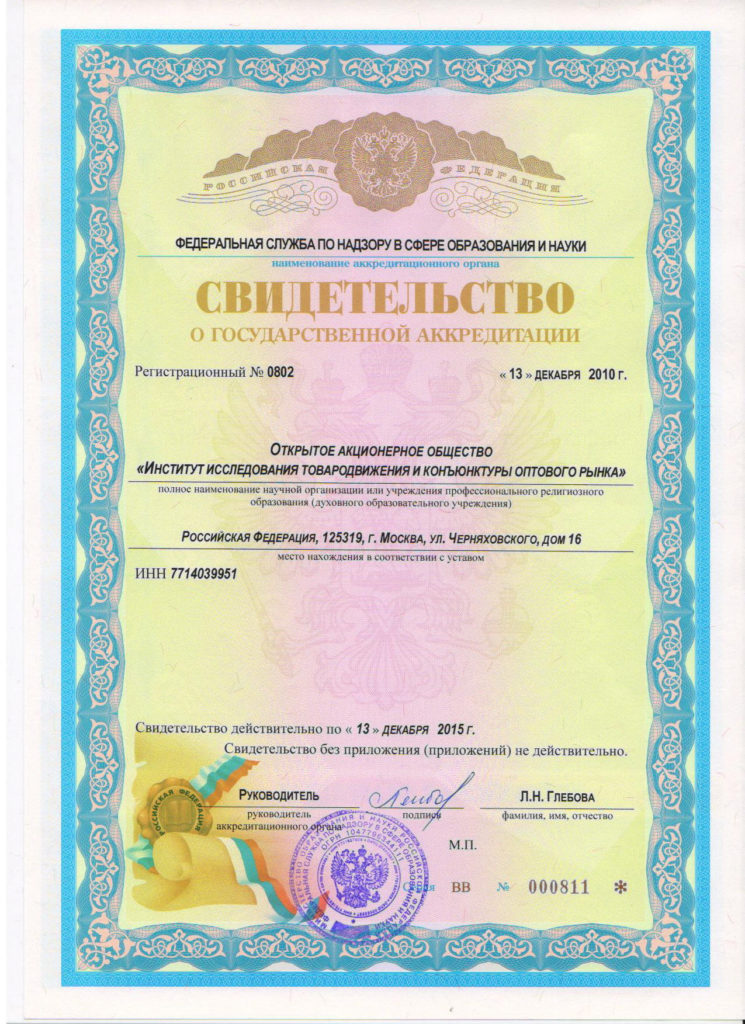 РОССИЙСКАЯ ФЕДЕРАЦИЯ
ФЕДЕРАЛЬНАЯ СЛУЖБА ПО НАДЗОРУ В СФЕРЕ ОБРАЗОВАНИЯ И НАУКИ
наименование аккредитационного органа
СВИДЕТЕЛЬСТВО
О ГОСУДАРСТВЕННОЙ АККРЕДИТАЦИИ
Регистрационный № 0802 « 13 » ДЕКАБРЯ 2010 г.
ОТКРЫТОЕ АКЦИОНЕРНОЕ ОБЩЕСТВО
«ИНСТИТУТ ИССЛЕДОВАНИЯ ТОВАРОДВИЖЕНИЯ И КОНЪЮНКТУРЫ ОПТОВОГО РЫНКА»
полное наименование научной организации или учреждения профессионального религиозного
образования (духовного образовательного учреждения)
РОССИЙСКАЯ ФЕДЕРАЦИЯ, 125319, Г. МОСКВА, УЛ. ЧЕРНЯХОВСКОГО, ДОМ 16
место нахождения в соответствии с уставом
ИНН 7714039951
Свидетельство действительно по « 13 » ДЕКАБРЯ 2015 г.
Свидетельство без приложения (приложений) не действительно.
РОССИЙСКАЯ ФЕДЕРАЦИЯ
РУКОВОДИТЕЛЬ Л.Н. ГЛЕБОВА
руководитель подпись фамилия, имя, отчество
аккредитационного органа
М.П.
Серия ВВ № 000811 *